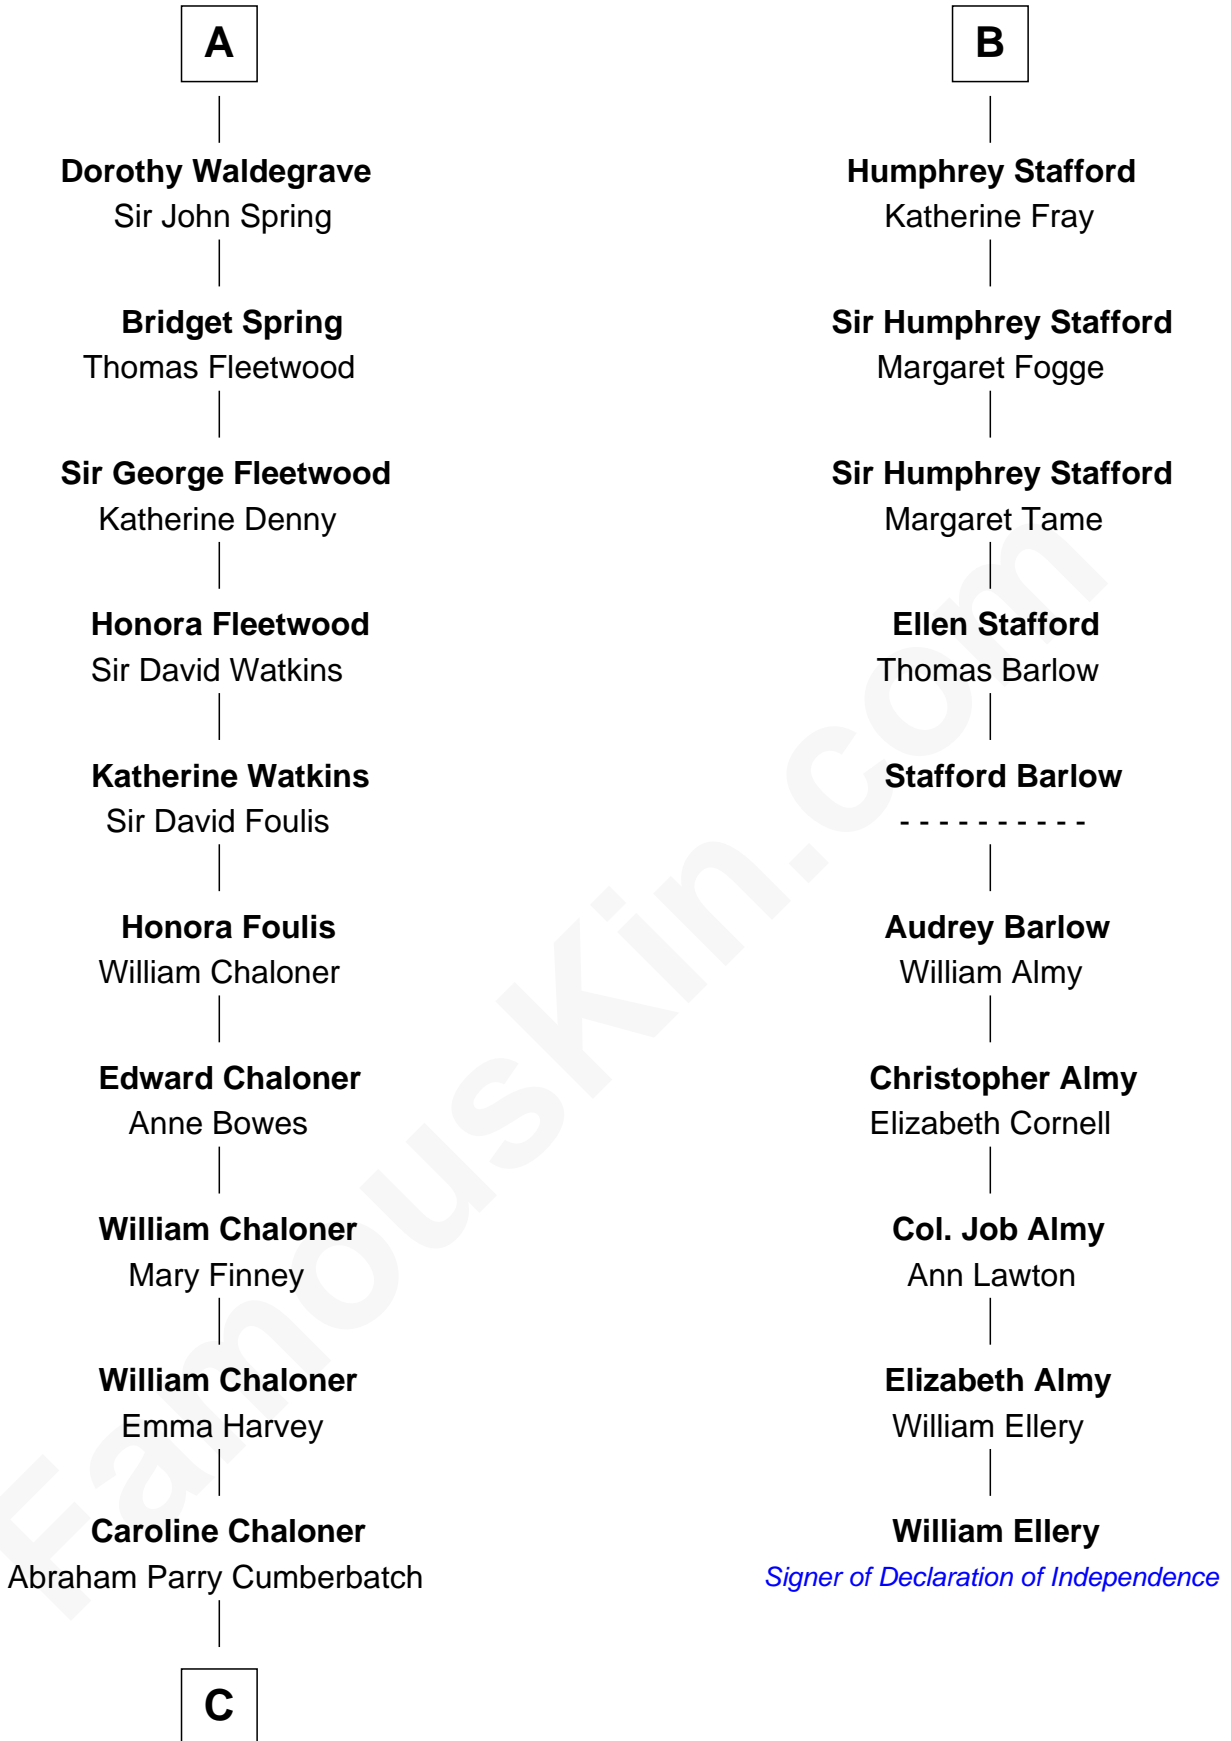 A
Dorothy Waldegrave
Sir John Spring
Bridget Spring
Thomas Fleetwood
Sir George Fleetwood
Katherine Denny
Honora Fleetwood
Sir David Watkins
Katherine Watkins
Sir David Foulis
Honora Foulis
William Chaloner
Edward Chaloner
Anne Bowes
William Chaloner
Mary Finney
William Chaloner
Emma Harvey
Caroline Chaloner
Abraham Parry Cumberbatch
C
B
Humphrey Stafford
Katherine Fray
Sir Humphrey Stafford
Margaret Fogge
Sir Humphrey Stafford
Margaret Tame
Ellen Stafford
Thomas Barlow
Stafford Barlow
- - - - - - - - - -
Audrey Barlow
William Almy
Christopher Almy
Elizabeth Cornell
Col. Job Almy
Ann Lawton
Elizabeth Almy
William Ellery
William Ellery
Signer of Declaration of Independence
FamousKin.com